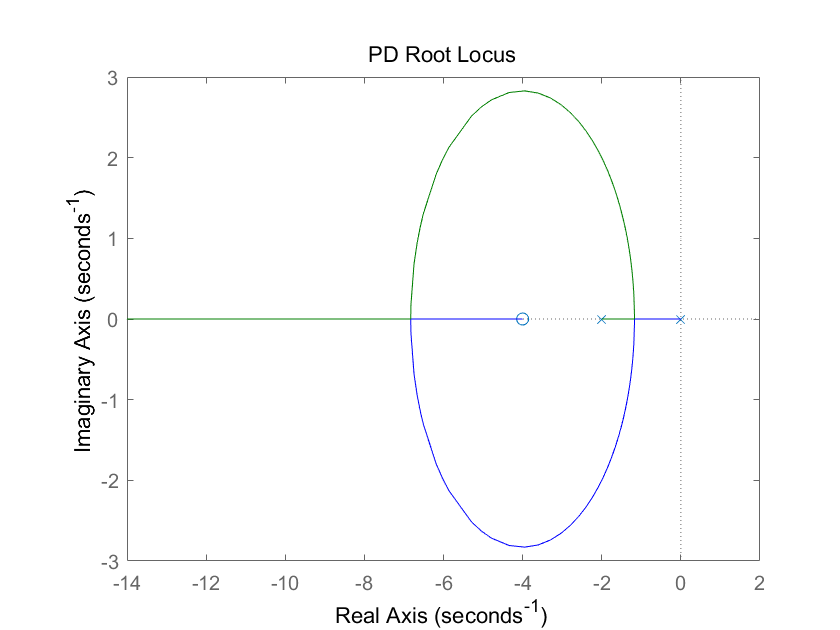 PD Root Locus
3
2
1
0
-1
-2
-3
Imaginary Axis (seconds⁻¹)
-14 -12 -10 -8 -6 -4 -2 0 2
Real Axis (seconds⁻¹)